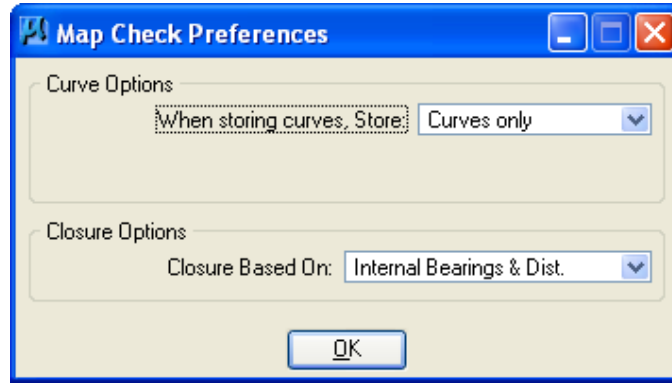 Map Check Preferences
Curve Options
When storing curves, Store: Curves only
Closure Options
Closure Based On: Internal Bearings & Dist.
OK